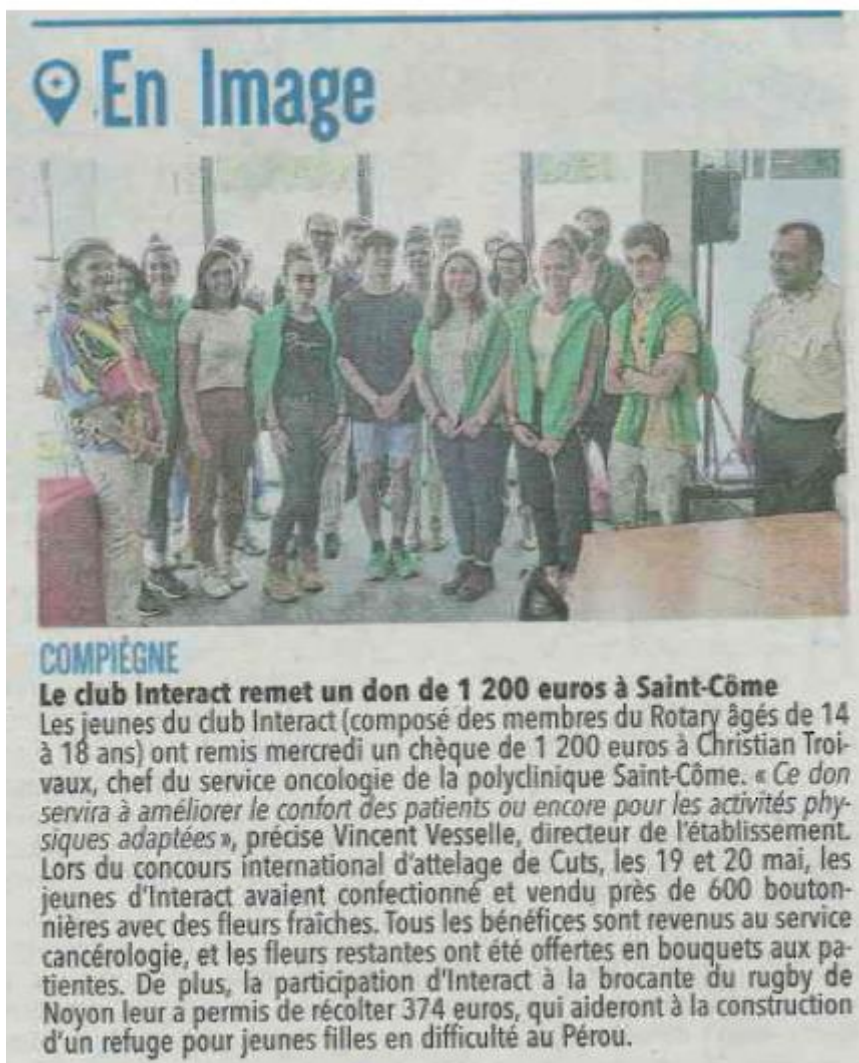 En Image
COMPIÈGNE
Le club Interact remet un don de 1 200 euros à Saint-Côme
Les jeunes du club Interact (composé des membres du Rotary âgés de 14
à 18 ans) ont remis mercredi un chèque de 1 200 euros à Christian Troi-
vaux, chef du service oncologie de la polyclinique Saint-Côme. « Ce don
servira à améliorer le confort des patients ou encore pour les activités phy-
siques adaptées », précise Vincent Vesselle, directeur de l'établissement.
Lors du concours international d'attelage de Cuts, les 19 et 20 mai, les
jeunes d'Interact avaient confectionné et vendu près de 600 bouton-
nières avec des fleurs fraîches. Tous les bénéfices sont revenus au service
cancérologie, et les fleurs restantes ont été offertes en bouquets aux pa-
tientes. De plus, la participation d'Interact à la brocante du rugby de
Noyon leur a permis de récolter 374 euros, qui aideront à la construction
d'un refuge pour jeunes filles en difficulté au Pérou.